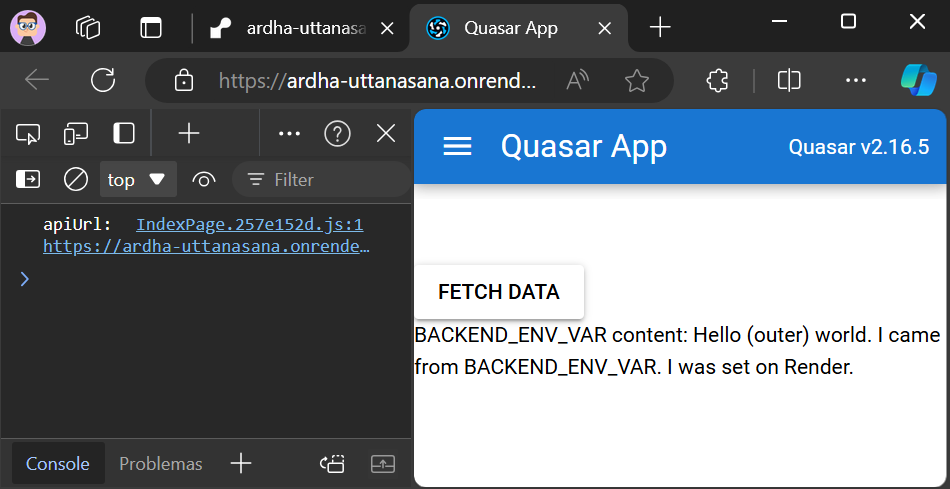 ardha-uttanasa
Quasar App
https://ardha-uttanasana.onrend...
top
Filter
apiUrl: IndexPage.257e152d.js:1
https://ardha-uttanasana.onrende…
Console
Problemas
Quasar App
Quasar v2.16.5
FETCH DATA
BACKEND_ENV_VAR content: Hello (outer) world. I came
from BACKEND_ENV_VAR. I was set on Render.